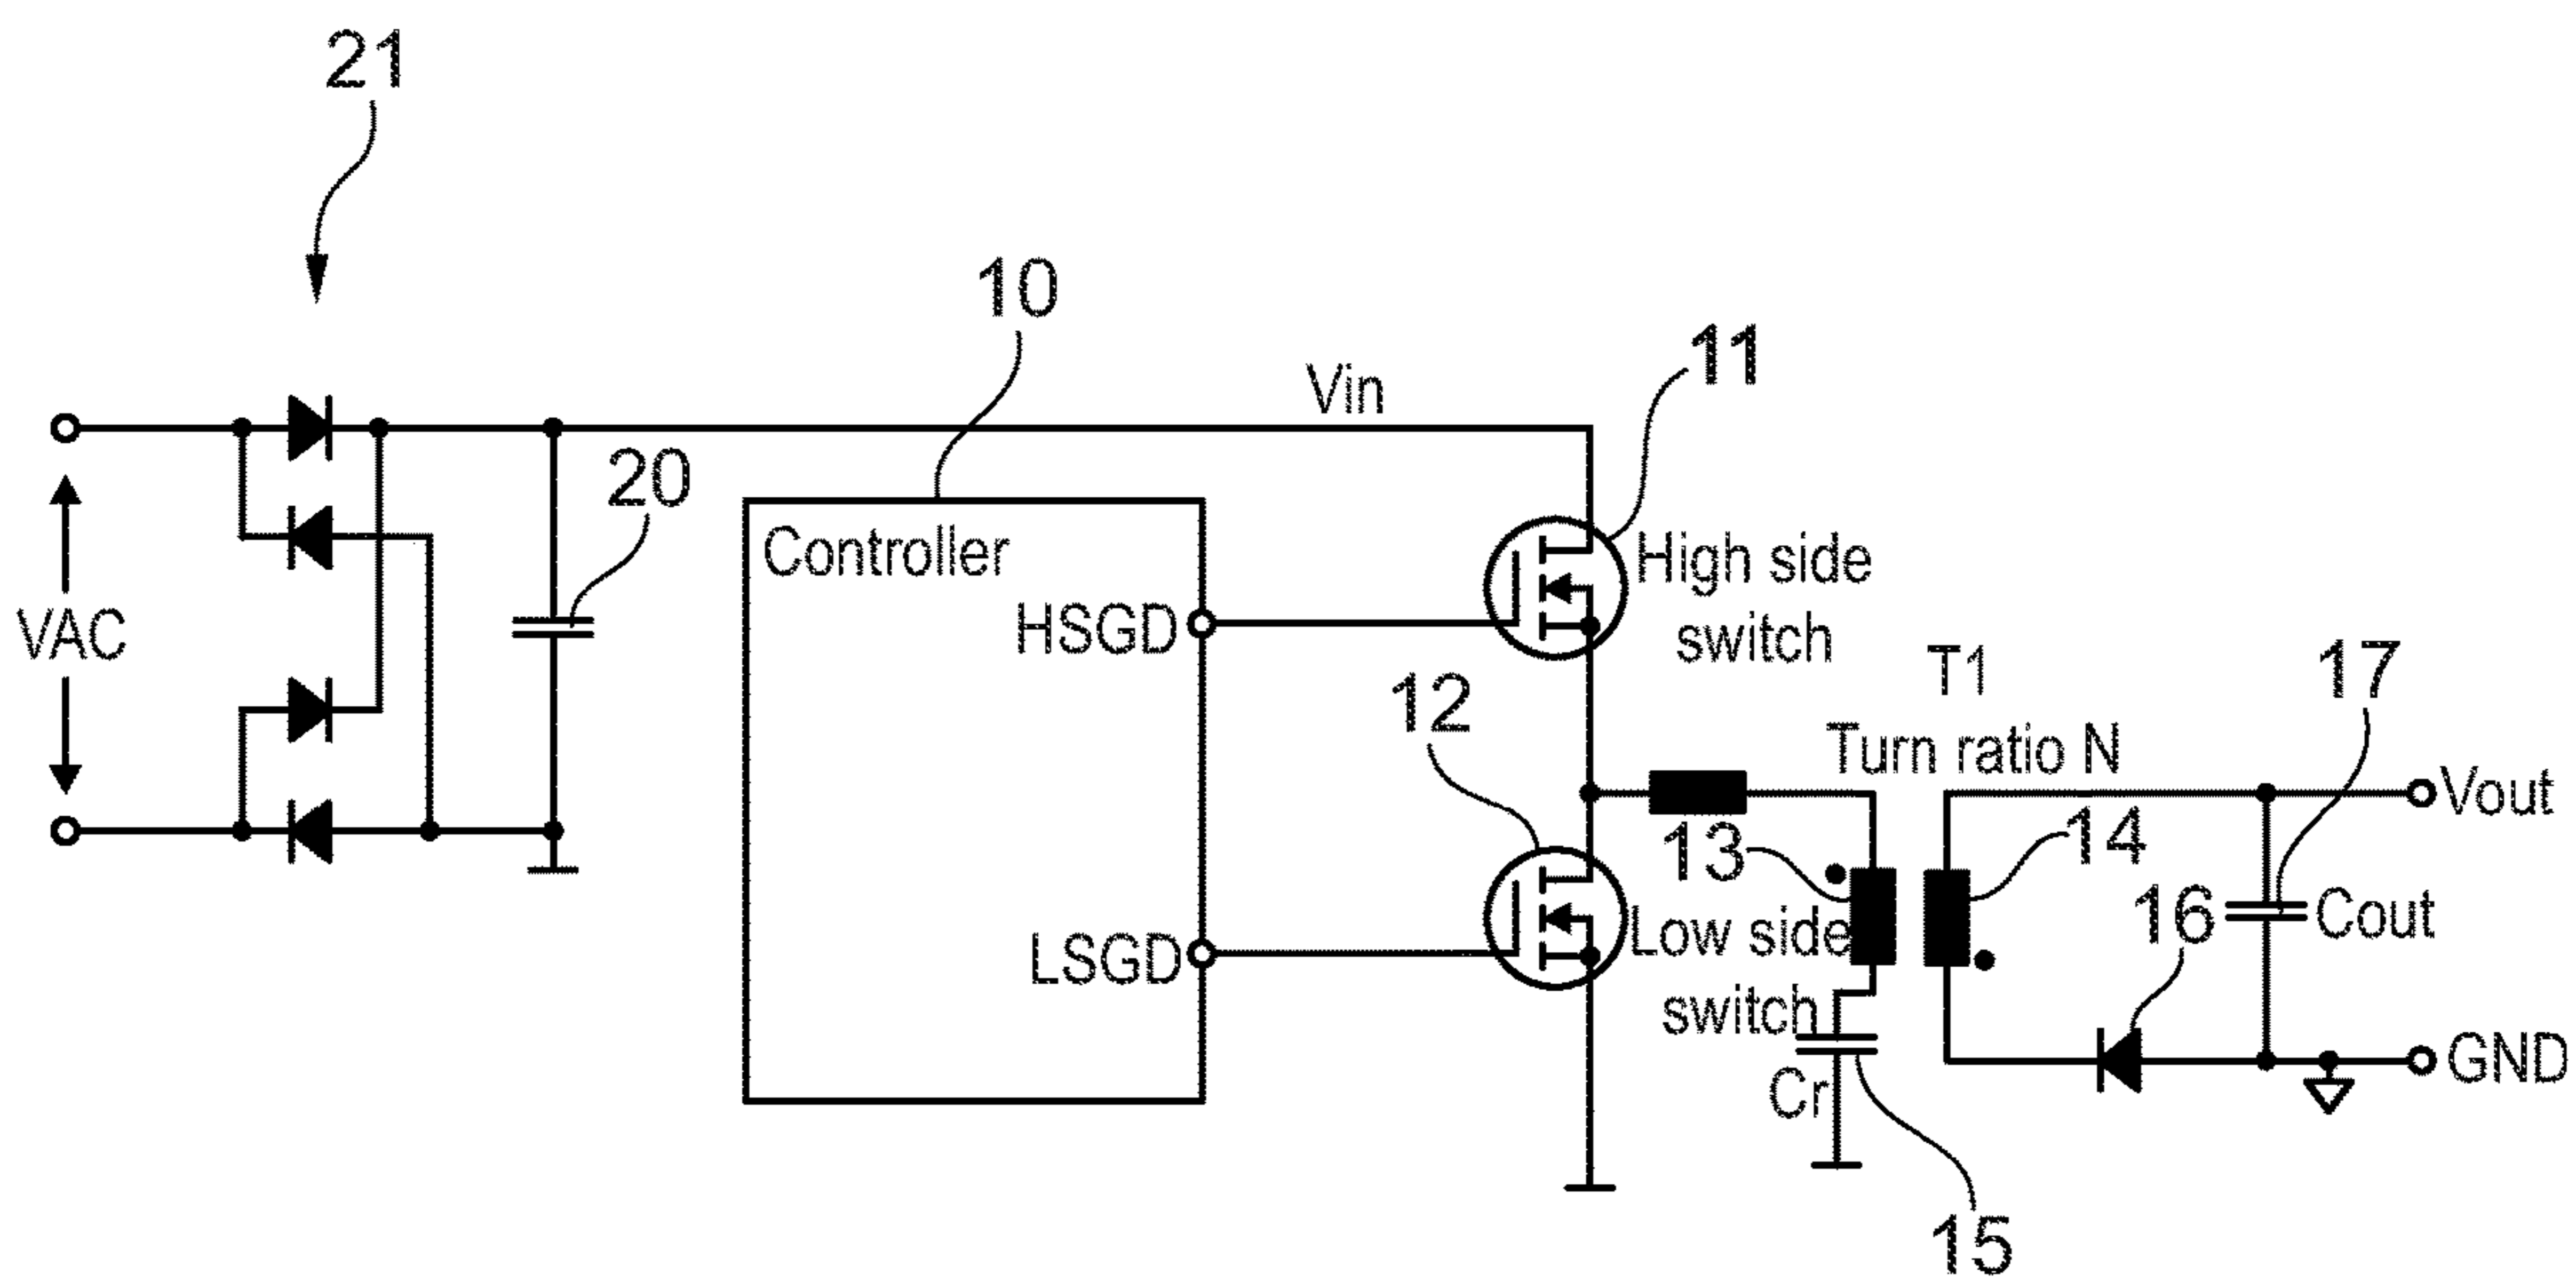 21
10
11
Vin
20
Controller
High side
switch
HSGD
VAC
T1
17
12
Turn ratio N
Vout
13
14
16
Cout
Low side
switch
LSGD
Cr
GND
15